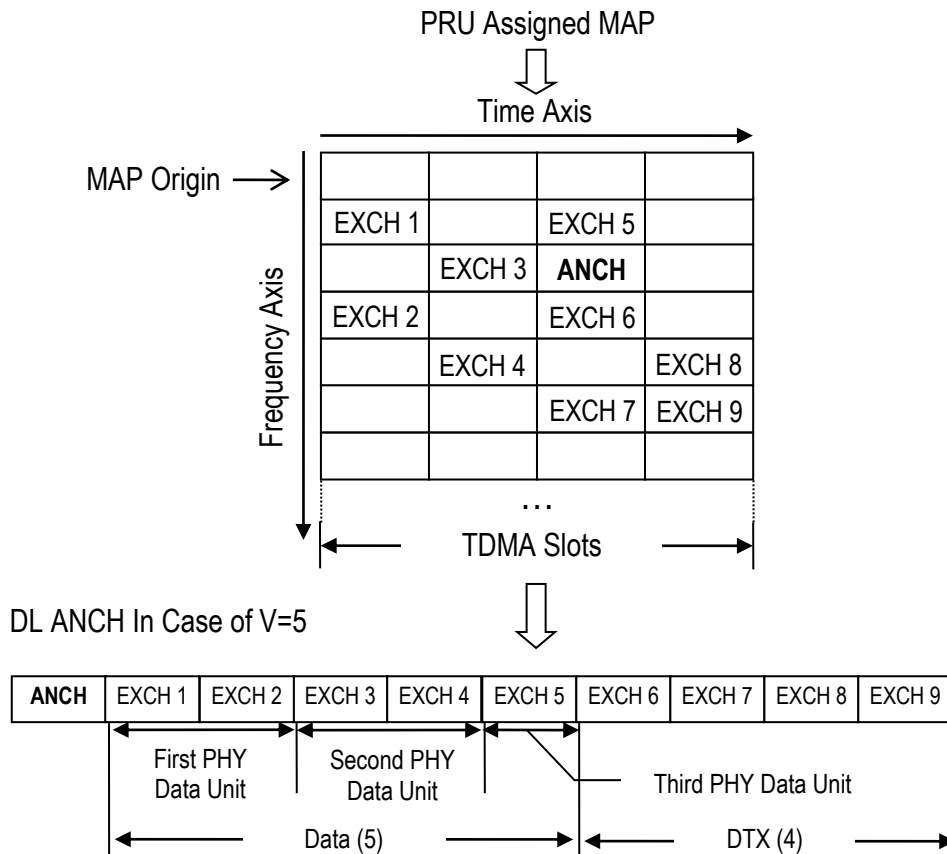 PRU Assigned MAP
Time Axis
MAP Origin
Frequency Axis
EXCH 1 EXCH 5
EXCH 3 ANCH
EXCH 2 EXCH 6
EXCH 4 EXCH 8
EXCH 7 EXCH 9
...
TDMA Slots
DL ANCH In Case of V=5
ANCH EXCH 1 EXCH 2 EXCH 3 EXCH 4 EXCH 5 EXCH 6 EXCH 7 EXCH 8 EXCH 9
First PHY
Data Unit
Second PHY
Data Unit
Third PHY Data Unit
Data (5)
DTX (4)